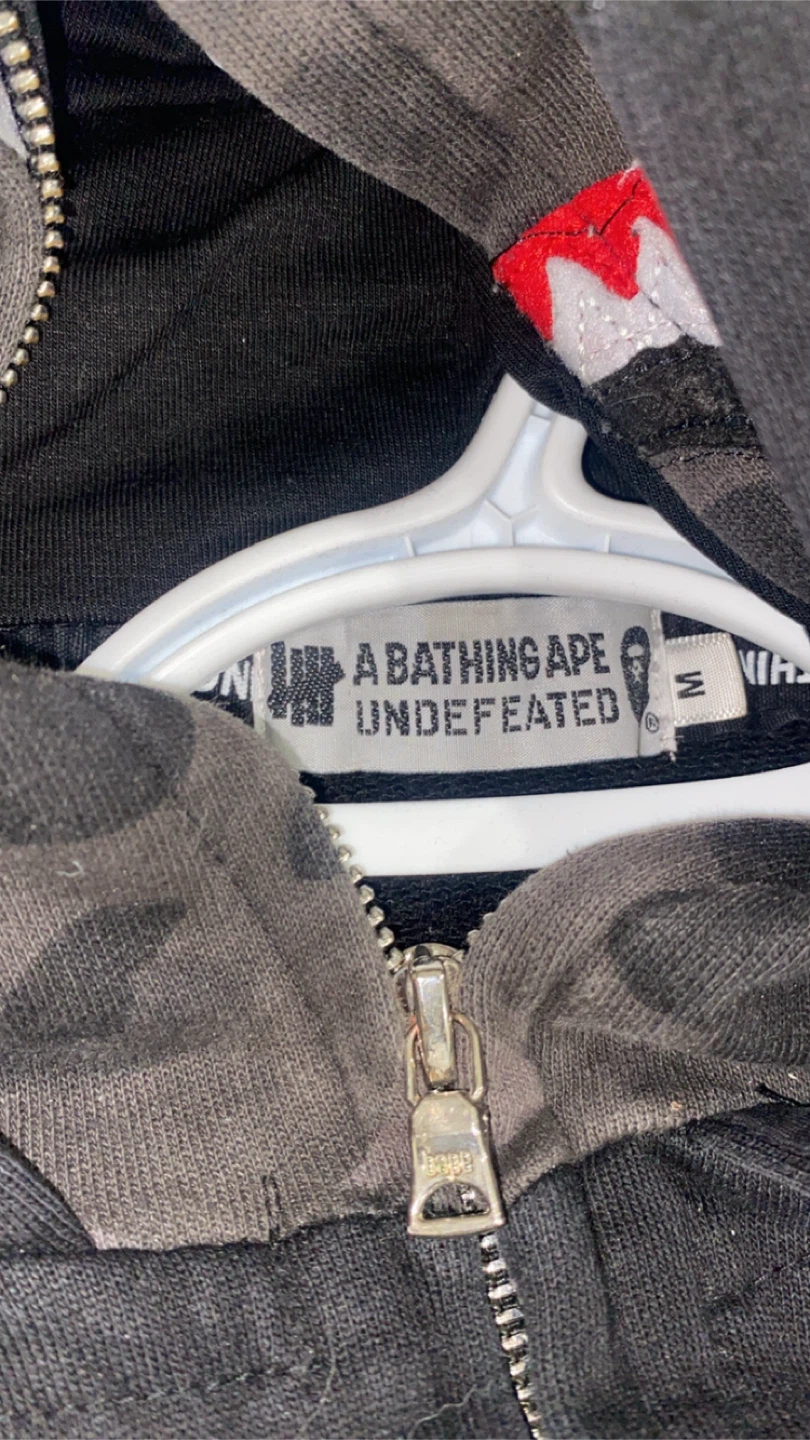 A BATHING APE
UNDEFEATED
®
M